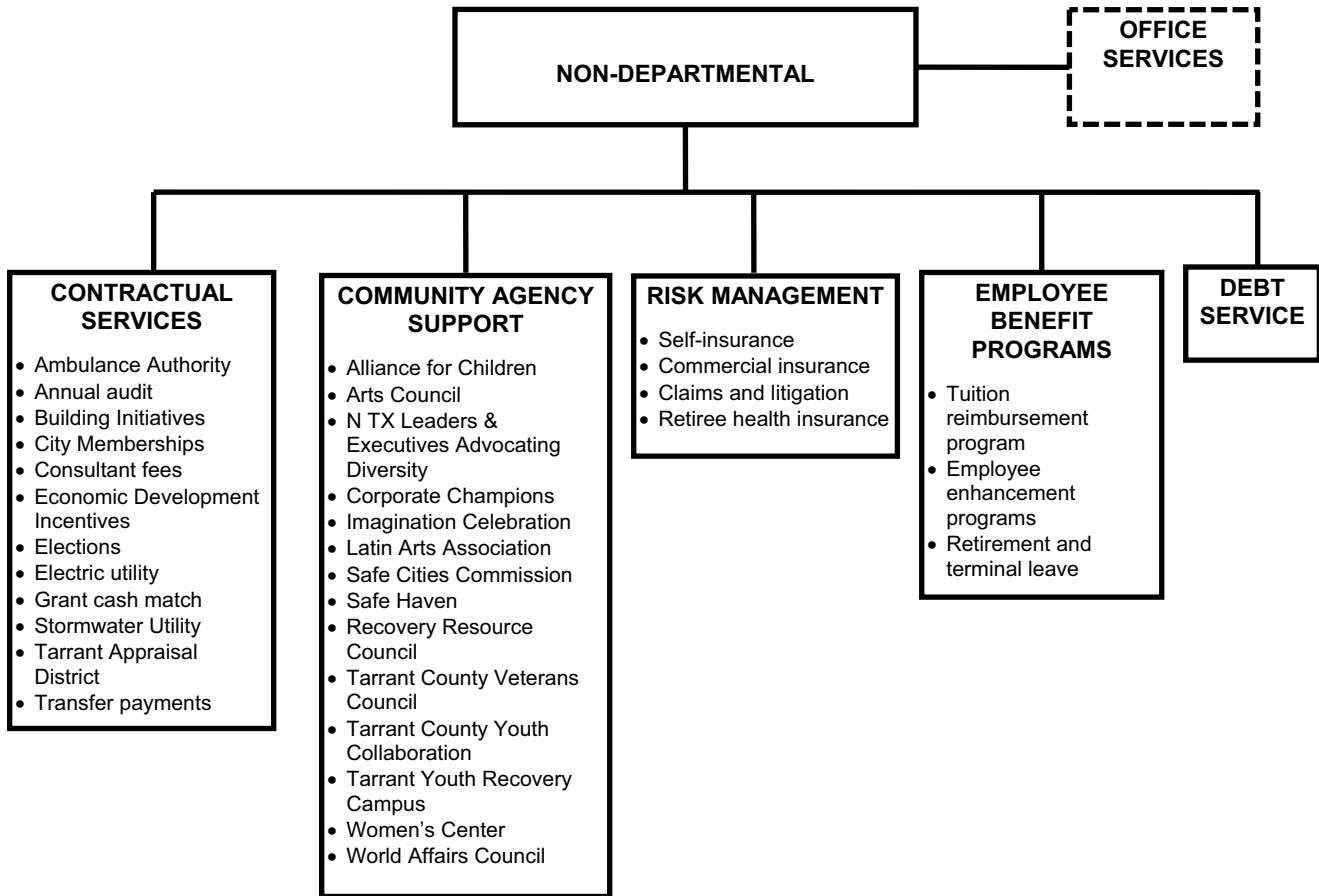 NON-DEPARTMENTAL
OFFICE
SERVICES
CONTRACTUAL
SERVICES
• Ambulance Authority
• Annual audit
• Building Initiatives
• City Memberships
• Consultant fees
• Economic Development
Incentives
• Elections
• Electric utility
• Grant cash match
• Stormwater Utility
• Tarrant Appraisal
District
• Transfer payments
COMMUNITY AGENCY
SUPPORT
• Alliance for Children
• Arts Council
• N TX Leaders &
Executives Advocating
Diversity
• Corporate Champions
• Imagination Celebration
• Latin Arts Association
• Safe Cities Commission
• Safe Haven
• Recovery Resource
Council
• Tarrant County Veterans
Council
• Tarrant County Youth
Collaboration
• Tarrant Youth Recovery
Campus
• Women’s Center
• World Affairs Council
RISK MANAGEMENT
• Self-insurance
• Commercial insurance
• Claims and litigation
• Retiree health insurance
EMPLOYEE
BENEFIT
PROGRAMS
• Tuition
reimbursement
program
• Employee
enhancement
programs
• Retirement and
terminal leave
DEBT
SERVICE